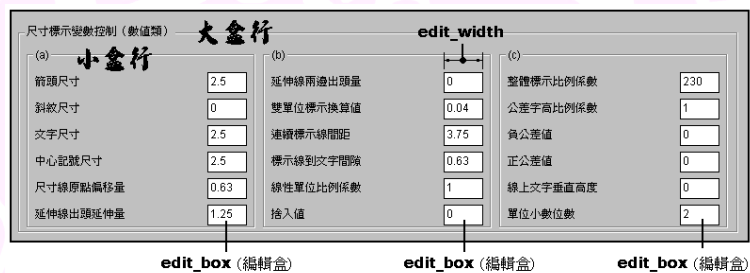 尺寸標示變數控制（數值類） 大盒行 edit_width
(a) 小盒行 (b) (c)
箭頭尺寸 2.5 延伸線兩邊出頭量 0 整體標示比例係數 230
斜紋尺寸 0 雙單位標示換算值 0.04 公差字高比例係數 1
文字尺寸 2.5 連續標示線間距 3.75 負公差值 0
中心記號尺寸 2.5 標示線到文字間隙 0.63 正公差值 0
尺寸線原點偏移量 0.63 線性單位比例係數 1 線上文字垂直高度 0
延伸線出頭延伸量 1.25 捨入值 0 單位小數位數 2
edit_box (編輯盒) edit_box (編輯盒) edit_box (編輯盒)